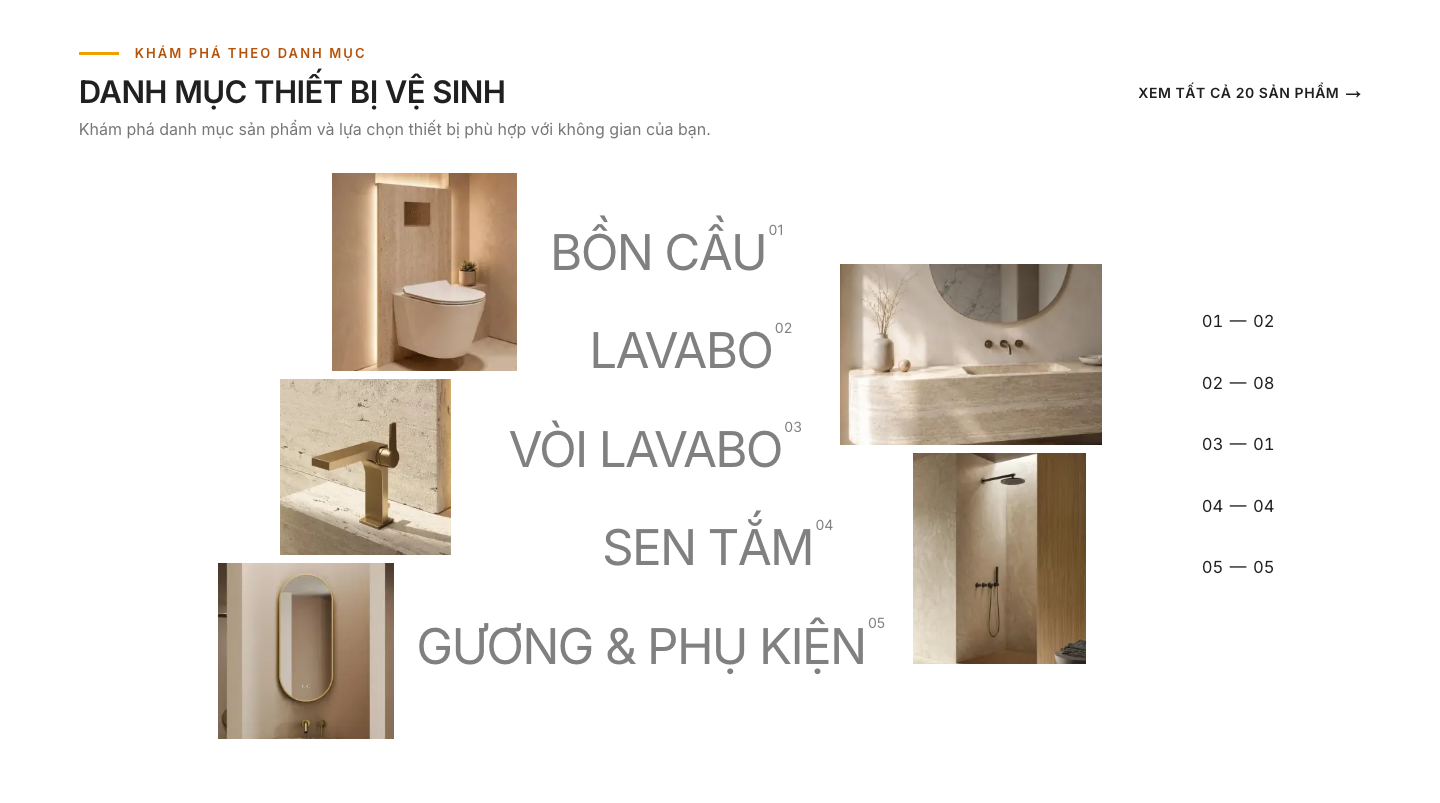 KHÁM PHÁ THEO DANH MỤC
DANH MỤC THIẾT BỊ VỆ SINH
XEM TẤT CẢ 20 SẢN PHẨM →
Khám phá danh mục sản phẩm và lựa chọn thiết bị phù hợp với không gian của bạn.
BỒN CẦU 01
LAVABO 02
VÒI LAVABO 03
SEN TẮM 04
GƯƠNG & PHỤ KIỆN 05
01 — 02
02 — 08
03 — 01
04 — 04
05 — 05